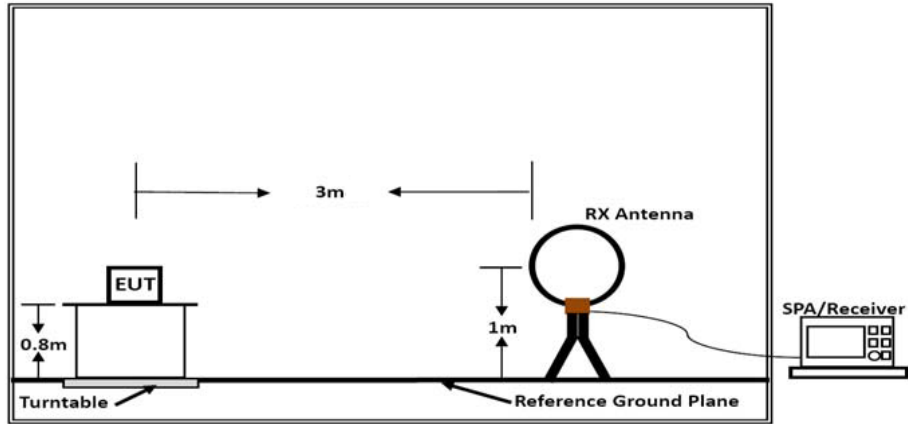 3m
RX Antenna
EUT
SPA/Receiver
0.8m
1m
Turntable
Reference Ground Plane